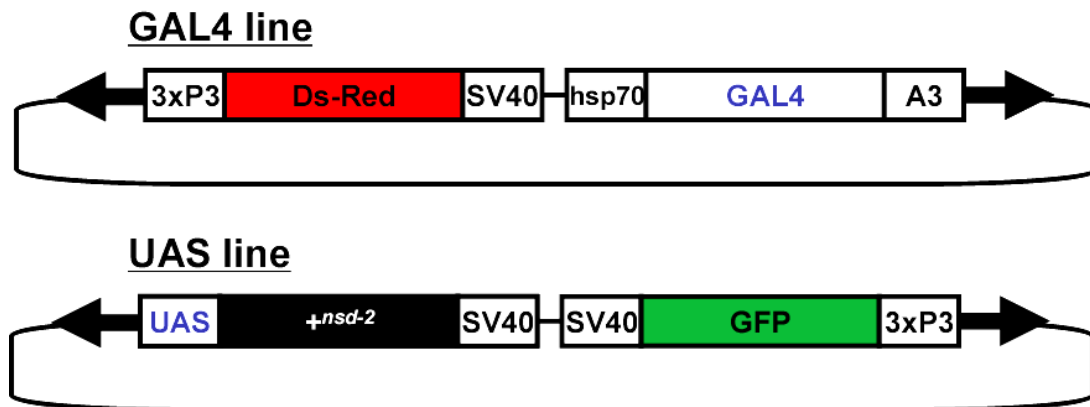 GAL4 line
3xP3 Ds-Red SV40 hsp70 GAL4 A3
UAS line
UAS +nsd-2 SV40 SV40 GFP 3xP3